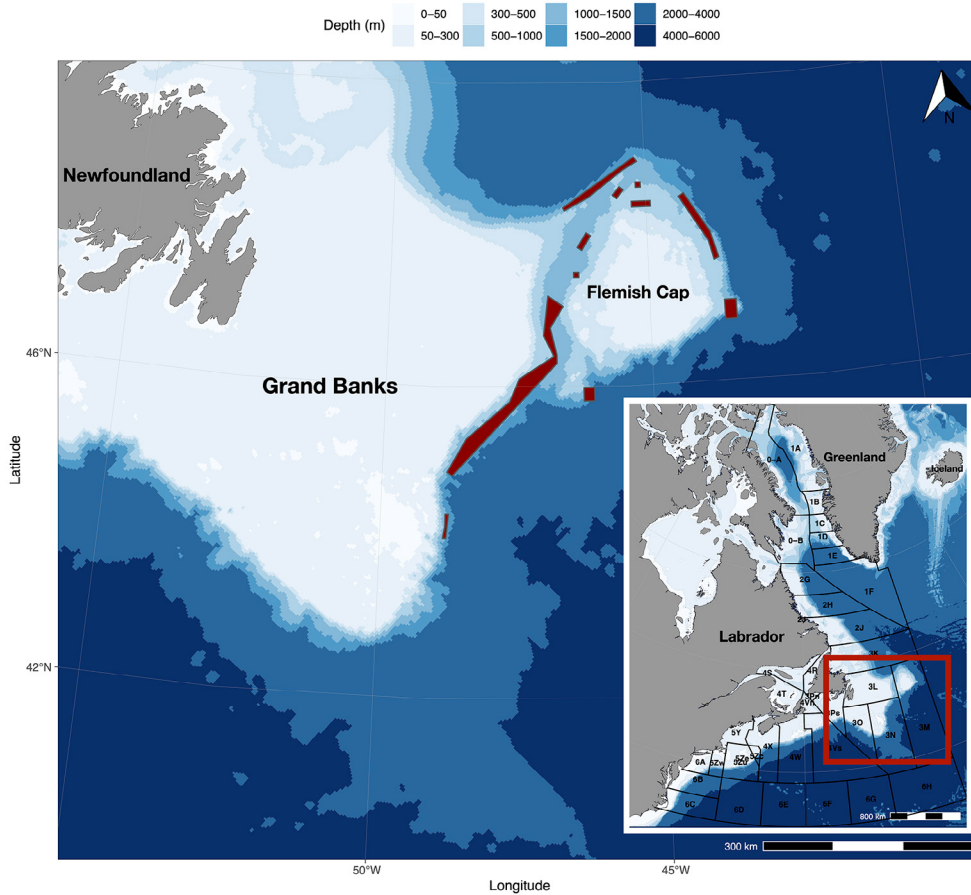 Depth (m)
0–50
300–500
1000–1500
2000–4000
50–300
500–1000
1500–2000
4000–6000
N
Newfoundland
Flemish Cap
Grand Banks
46°N
42°N
Latitude
50°W
45°W
Longitude
Greenland
Iceland
Labrador
0–A
1A
1B
1C
1D
0–B
1E
1F
2G
2H
2J
3K
4R
4S
4T
3Pn
4Vn
3Ps
3L
3O
3N
3M
5Y
4X
4W
4Vs
6A
5Zw
6B
6C
6D
6E
6F
6G
6H
800 km
300 km